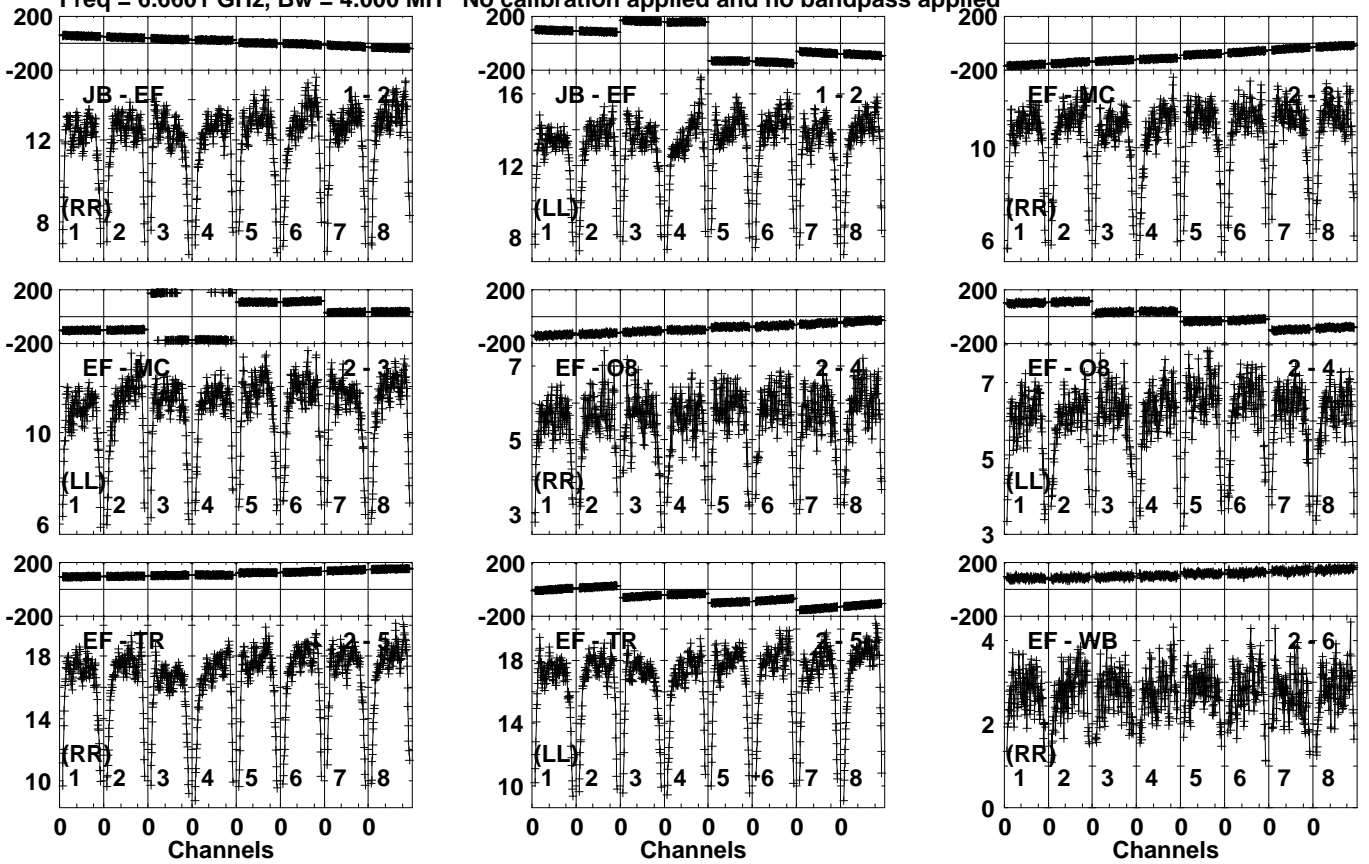 Freq = 6.6601 GHz, Bw = 4.000 MH No calibration applied and no bandpass applied
200 200 200
-200 -200 -200
JB - EF 1 - 2 JB - EF 1 - 2 EF - MC 2 - 3
16
12 12 10
(RR) (LL) (RR)
8 8 6
1 2 3 4 5 6 7 8 1 2 3 4 5 6 7 8 1 2 3 4 5 6 7 8
200 200 200
-200 -200 -200
EF - MC 2 - 3 EF - O8 2 - 4 EF - O8 2 - 4
7 7
10 5 5
(LL) (RR) (LL)
1 2 3 4 5 6 7 8 1 2 3 4 5 6 7 8 1 2 3 4 5 6 7 8
6 3 3
200 200 200
-200 -200 -200
EF - TR 2 - 5 EF - TR 2 - 5 EF - WB 2 - 6
18 18 4
14 14 2
(RR) (LL) (RR)
10 10
1 2 3 4 5 6 7 8 1 2 3 4 5 6 7 8 1 2 3 4 5 6 7 8
0
0 0 0 0 0 0 0 0 0 0 0 0 0 0 0 0 0 0 0 0 0 0 0 0
Channels Channels Channels